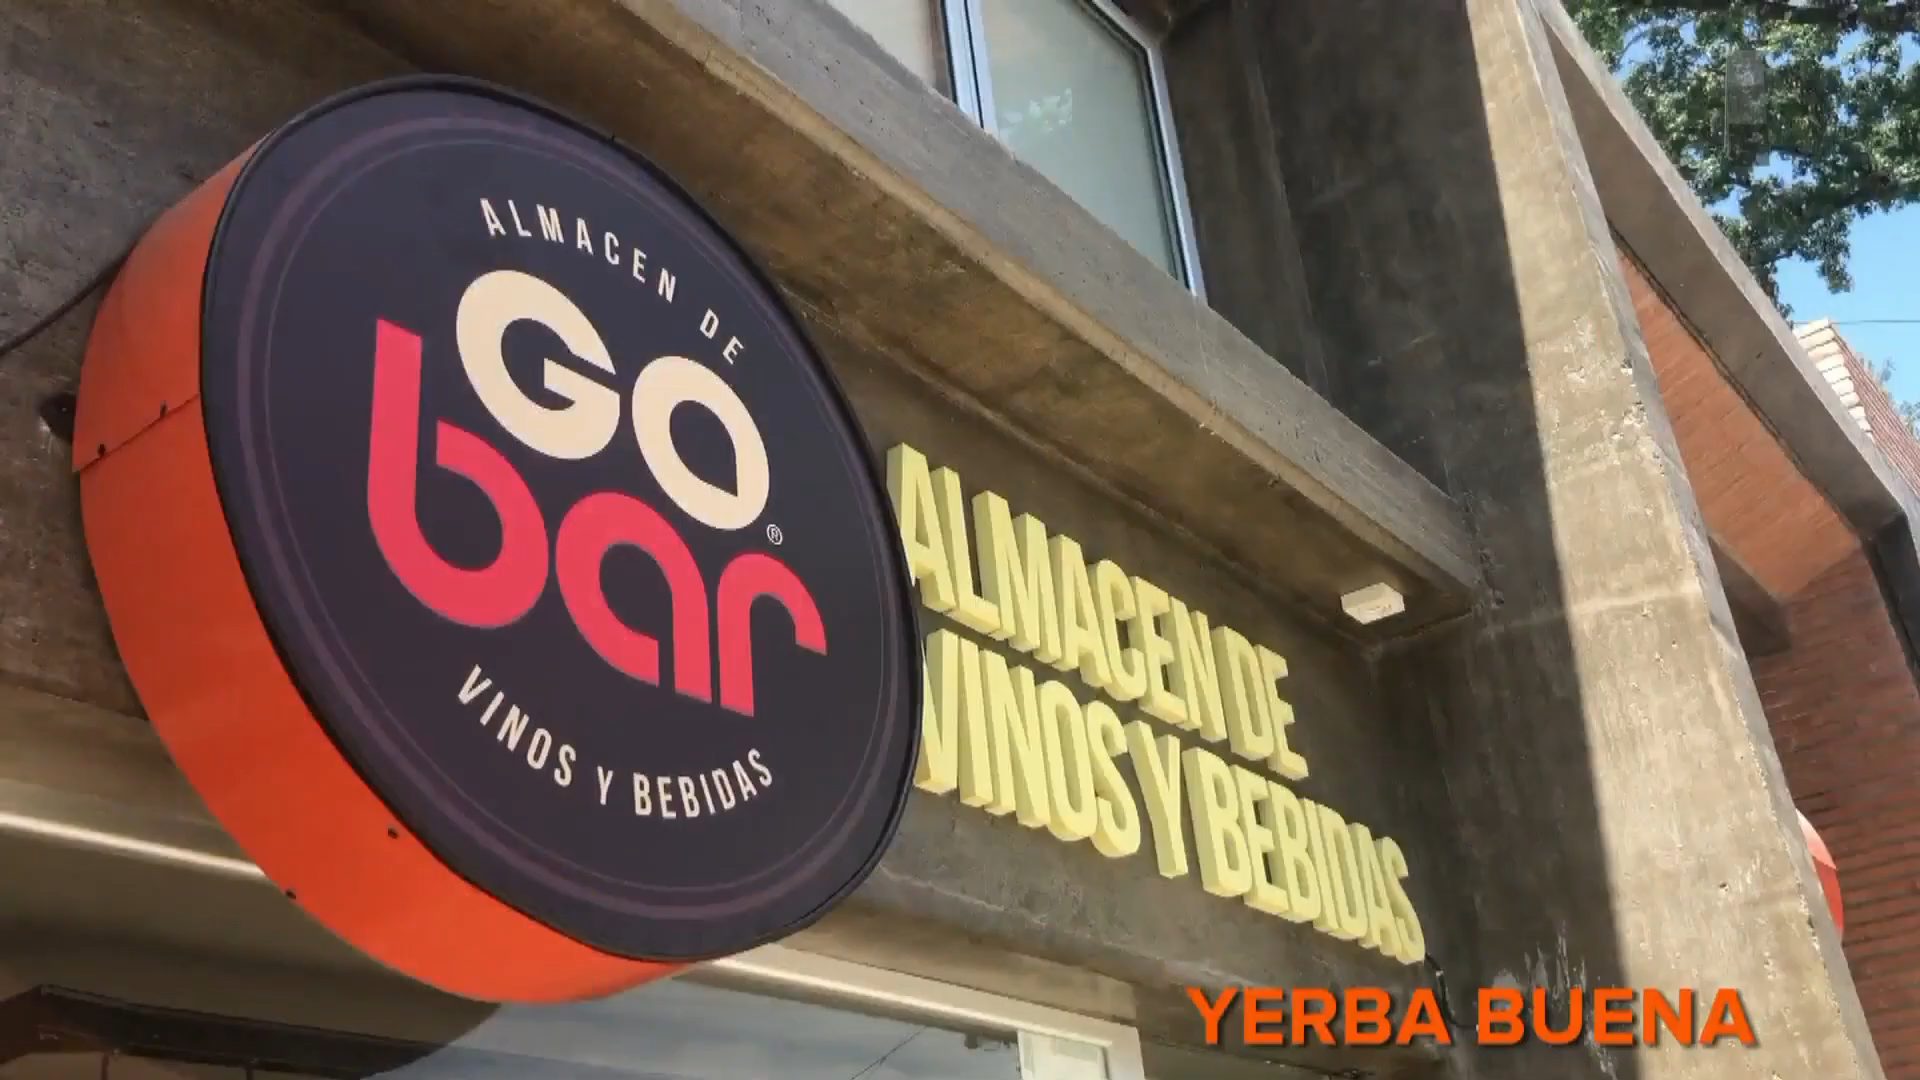 ALMACEN DE
GO
bar®
VINOS Y BEBIDAS
ALMACEN DE
VINOS Y BEBIDAS
YERBA BUENA